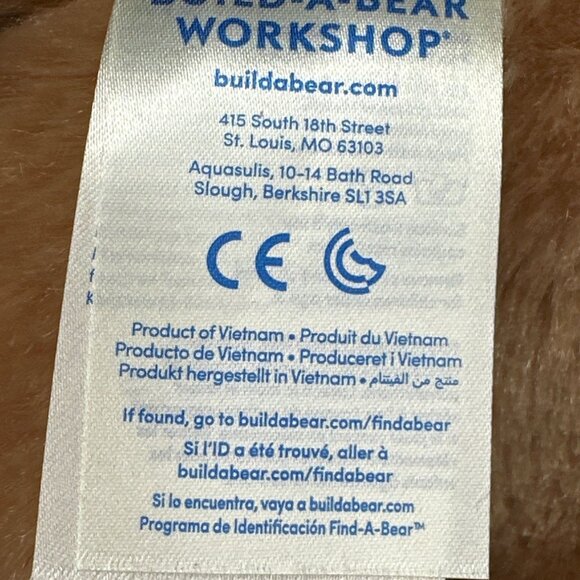 BUILD-A-BEAR
WORKSHOP®
buildabear.com
415 South 18th Street
St. Louis, MO 63103
Aquasulis, 10-14 Bath Road
Slough, Berkshire SL1 3SA
CE
Product of Vietnam • Produit du Vietnam
Producto de Vietnam • Produceret i Vietnam
Produkt hergestellt in Vietnam • منتج من الفيتنام
If found, go to buildabear.com/findabear
Si l'ID a été trouvé, aller à
buildabear.com/findabear
Si lo encuentra, vaya a buildabear.com
Programa de Identificación Find-A-Bear™